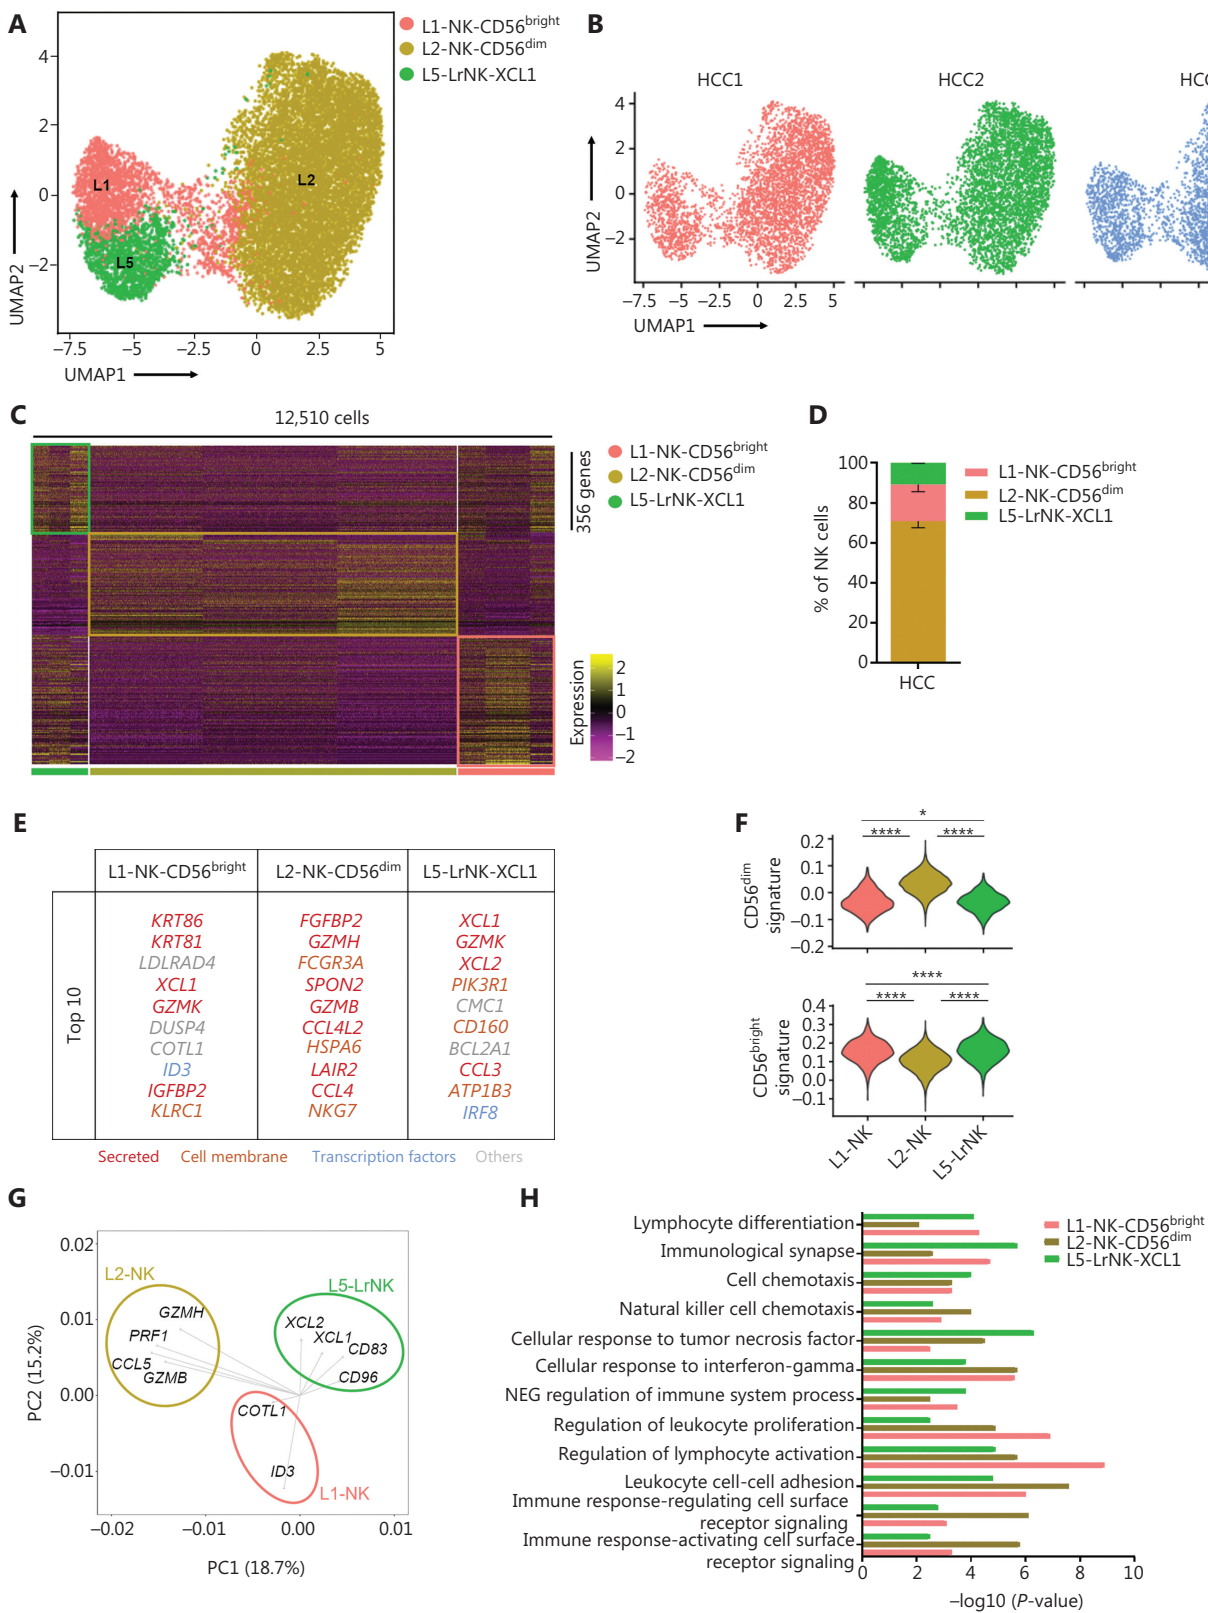 A
L1-NK-CD56bright
L2-NK-CD56dim
L5-LrNK-XCL1
4
2
0
−2
L1
L2
L5
UMAP2
−7.5 −5 −2.5 0 2.5 5
UMAP1
B
HCC1 HCC2 HCC
4
2
0
−2
UMAP2
−7.5 −5 −2.5 0 2.5 5
UMAP1
C
12,510 cells
356 genes
L1-NK-CD56bright
L2-NK-CD56dim
L5-LrNK-XCL1
Expression
2
1
0
−1
−2
D
% of NK cells
100
80
60
40
20
0
HCC
L1-NK-CD56bright
L2-NK-CD56dim
L5-LrNK-XCL1
E
L1-NK-CD56bright L2-NK-CD56dim L5-LrNK-XCL1
Top 10
KRT86 FGFBP2 XCL1
KRT81 GZMH GZMK
LDLRAD4 FCGR3A XCL2
XCL1 SPON2 PIK3R1
GZMK GZMB CMC1
DUSP4 CCL4L2 CD160
COTL1 HSPA6 BCL2A1
ID3 LAIR2 CCL3
IGFBP2 CCL4 ATP1B3
KLRC1 NKG7 IRF8
Secreted Cell membrane Transcription factors Others
F
CD56dim signature
0.2
0.1
0.0
−0.1
−0.2
*
**** ****
CD56bright signature
0.4
0.3
0.2
0.1
0.0
−0.1
****
**** ****
L1-NK L2-NK L5-LrNK
G
0.02
0.01
0.00
−0.01
PC2 (15.2%)
L2-NK
GZMH
PRF1
CCL5
GZMB
L5-LrNK
XCL2
XCL1
CD83
CD96
COTL1
ID3
L1-NK
−0.02 −0.01 0.00 0.01
PC1 (18.7%)
H
Lymphocyte differentiation
Immunological synapse
Cell chemotaxis
Natural killer cell chemotaxis
Cellular response to tumor necrosis factor
Cellular response to interferon-gamma
NEG regulation of immune system process
Regulation of leukocyte proliferation
Regulation of lymphocyte activation
Leukocyte cell-cell adhesion
Immune response-regulating cell surface
receptor signaling
Immune response-activating cell surface
receptor signaling
L1-NK-CD56bright
L2-NK-CD56dim
L5-LrNK-XCL1
0 2 4 6 8 10
−log10 (P-value)